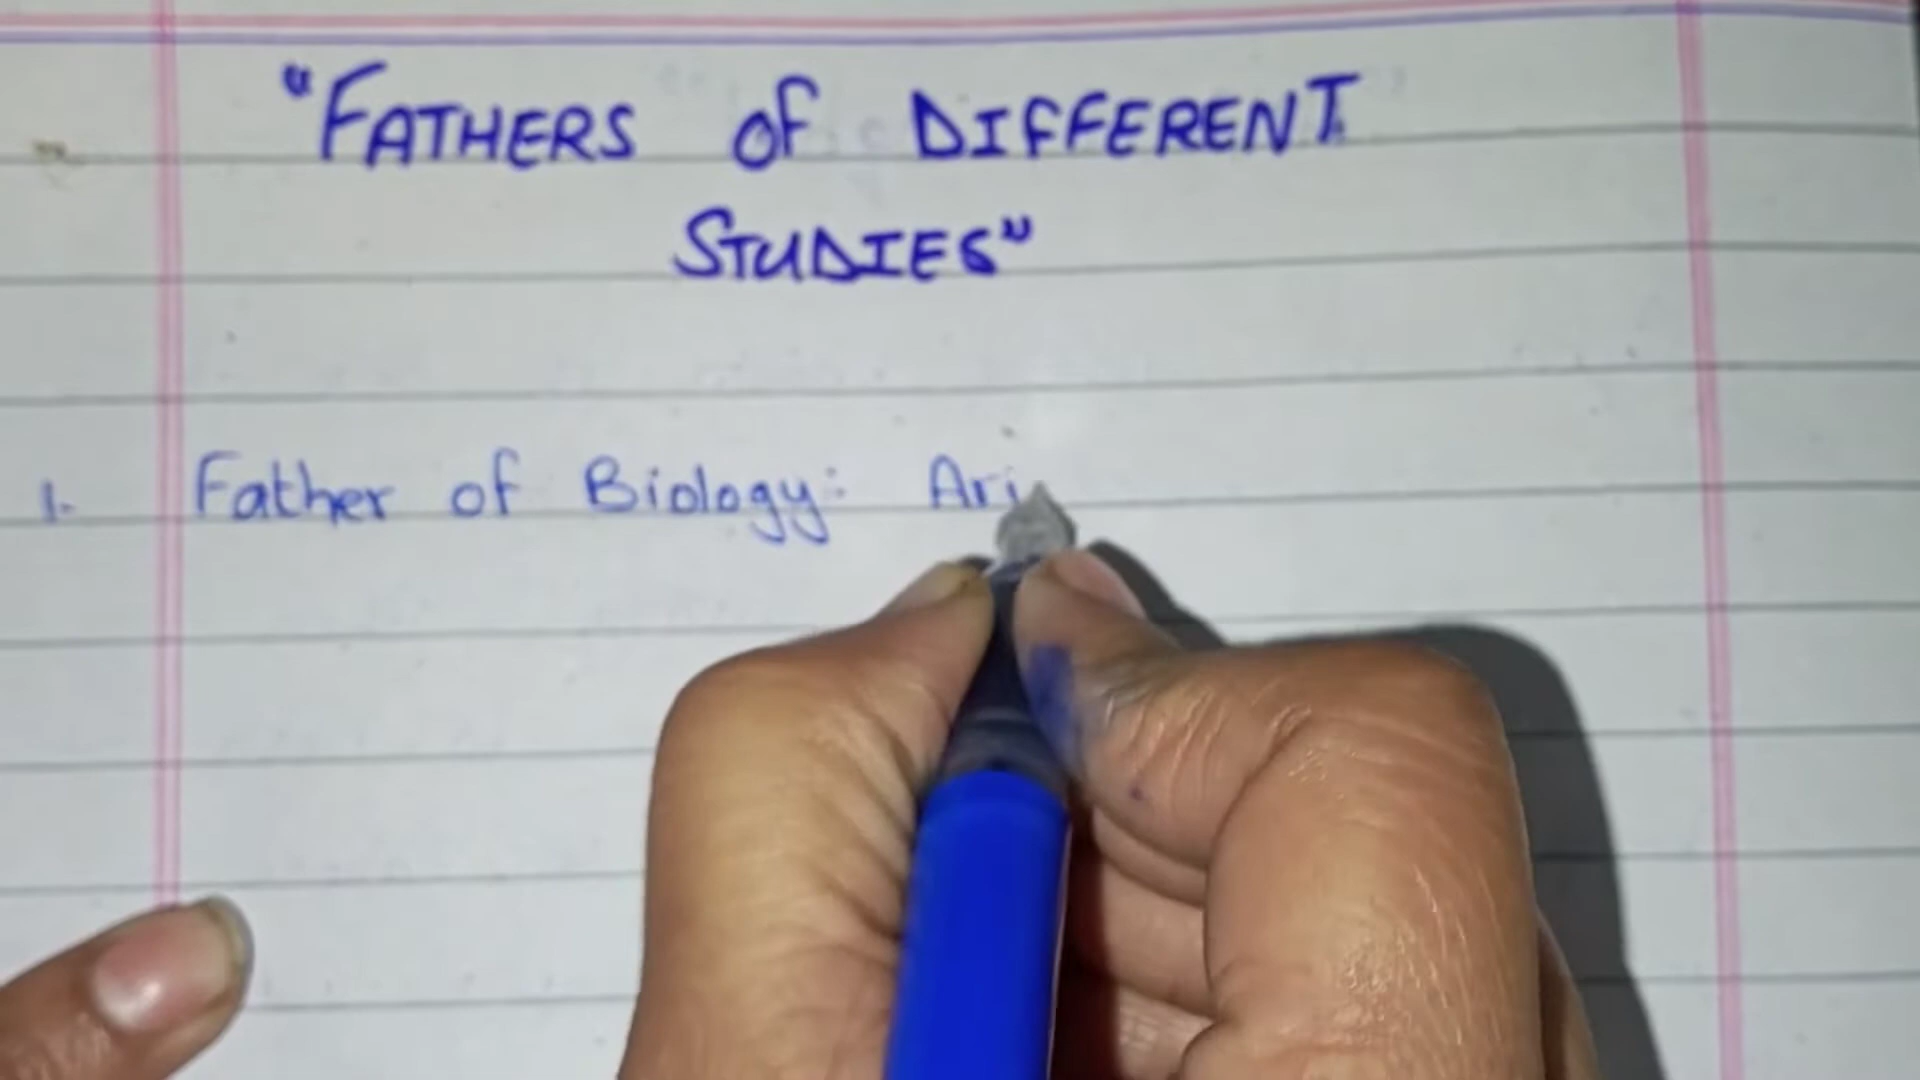 "FATHERS of DIFFERENT
STUDIES"
1. Father of Biology: Ari